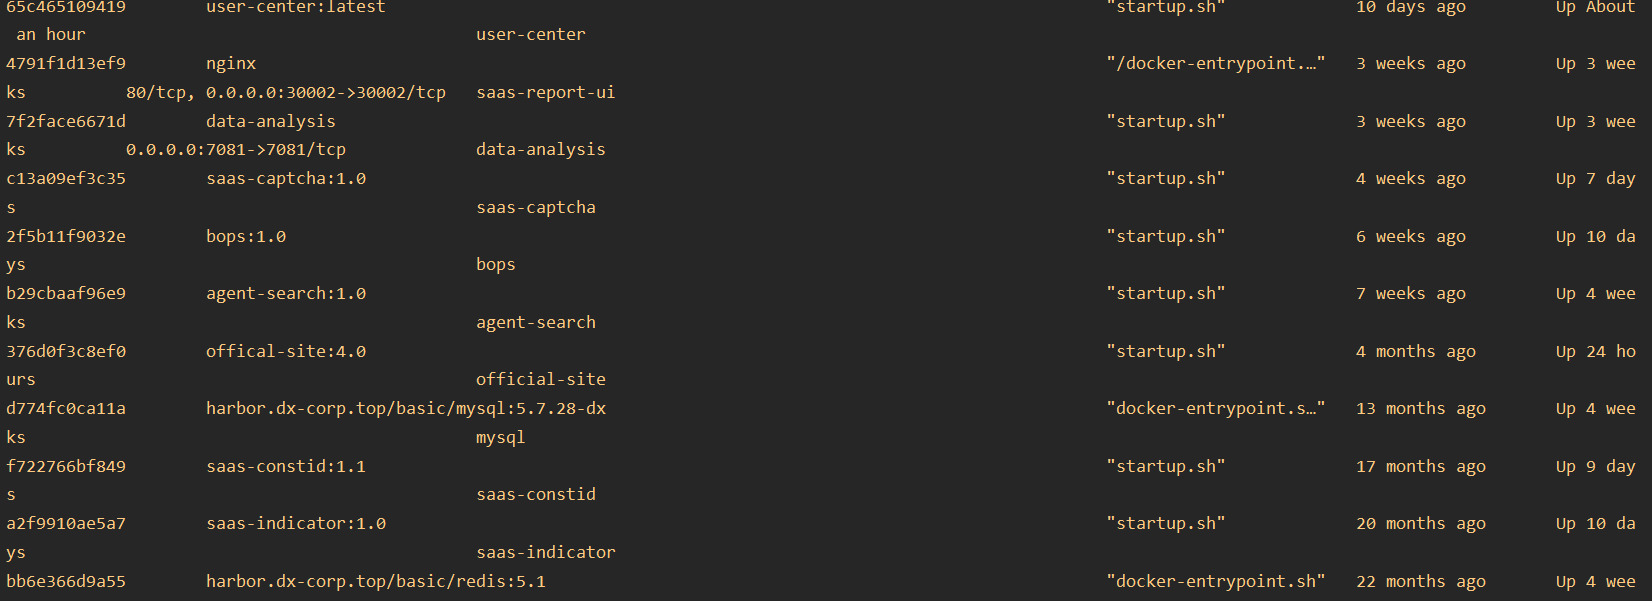 65c465109419 user-center:latest "startup.sh" 10 days ago Up About
an hour user-center
4791f1d13ef9 nginx "/docker-entrypoint.…" 3 weeks ago Up 3 wee
ks 80/tcp, 0.0.0.0:30002->30002/tcp saas-report-ui
7f2face6671d data-analysis "startup.sh" 3 weeks ago Up 3 wee
ks 0.0.0.0:7081->7081/tcp data-analysis
c13a09ef3c35 saas-captcha:1.0 "startup.sh" 4 weeks ago Up 7 day
s saas-captcha
2f5b11f9032e bops:1.0 "startup.sh" 6 weeks ago Up 10 da
ys bops
b29cbaaf96e9 agent-search:1.0 "startup.sh" 7 weeks ago Up 4 wee
ks agent-search
376d0f3c8ef0 offical-site:4.0 "startup.sh" 4 months ago Up 24 ho
urs official-site
d774fc0ca11a harbor.dx-corp.top/basic/mysql:5.7.28-dx "docker-entrypoint.s…" 13 months ago Up 4 wee
ks mysql
f722766bf849 saas-constid:1.1 "startup.sh" 17 months ago Up 9 day
s saas-constid
a2f9910ae5a7 saas-indicator:1.0 "startup.sh" 20 months ago Up 10 da
ys saas-indicator
bb6e366d9a55 harbor.dx-corp.top/basic/redis:5.1 "docker-entrypoint.sh" 22 months ago Up 4 wee